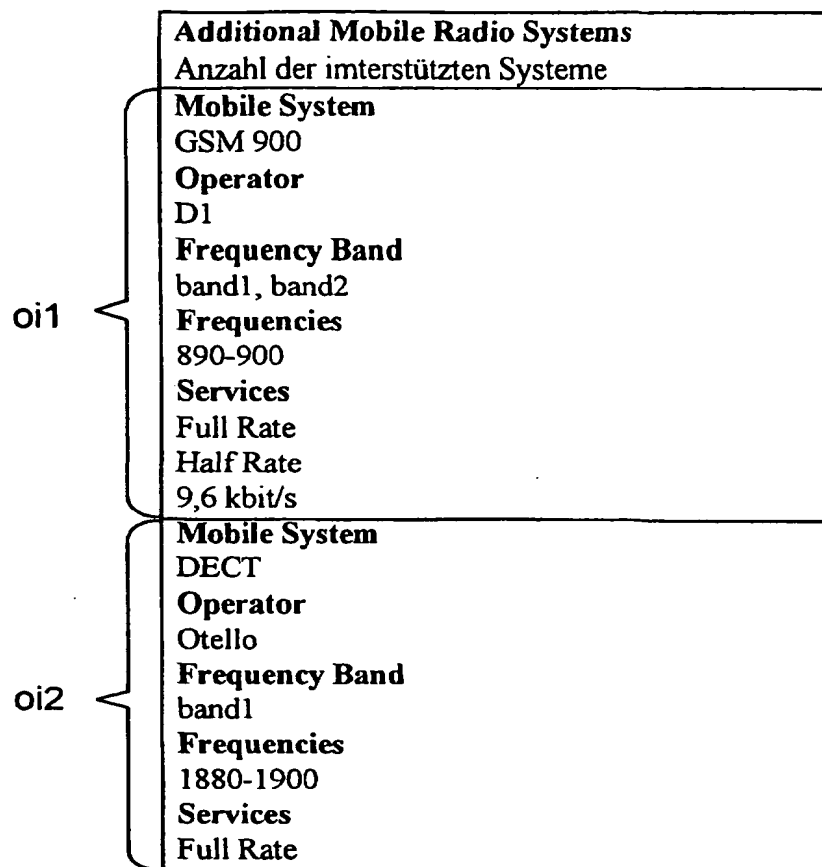 Additional Mobile Radio Systems
Anzahl der imterstützten Systeme
oi1
Mobile System
GSM 900
Operator
D1
Frequency Band
band1, band2
Frequencies
890-900
Services
Full Rate
Half Rate
9,6 kbit/s
oi2
Mobile System
DECT
Operator
Otello
Frequency Band
band1
Frequencies
1880-1900
Services
Full Rate